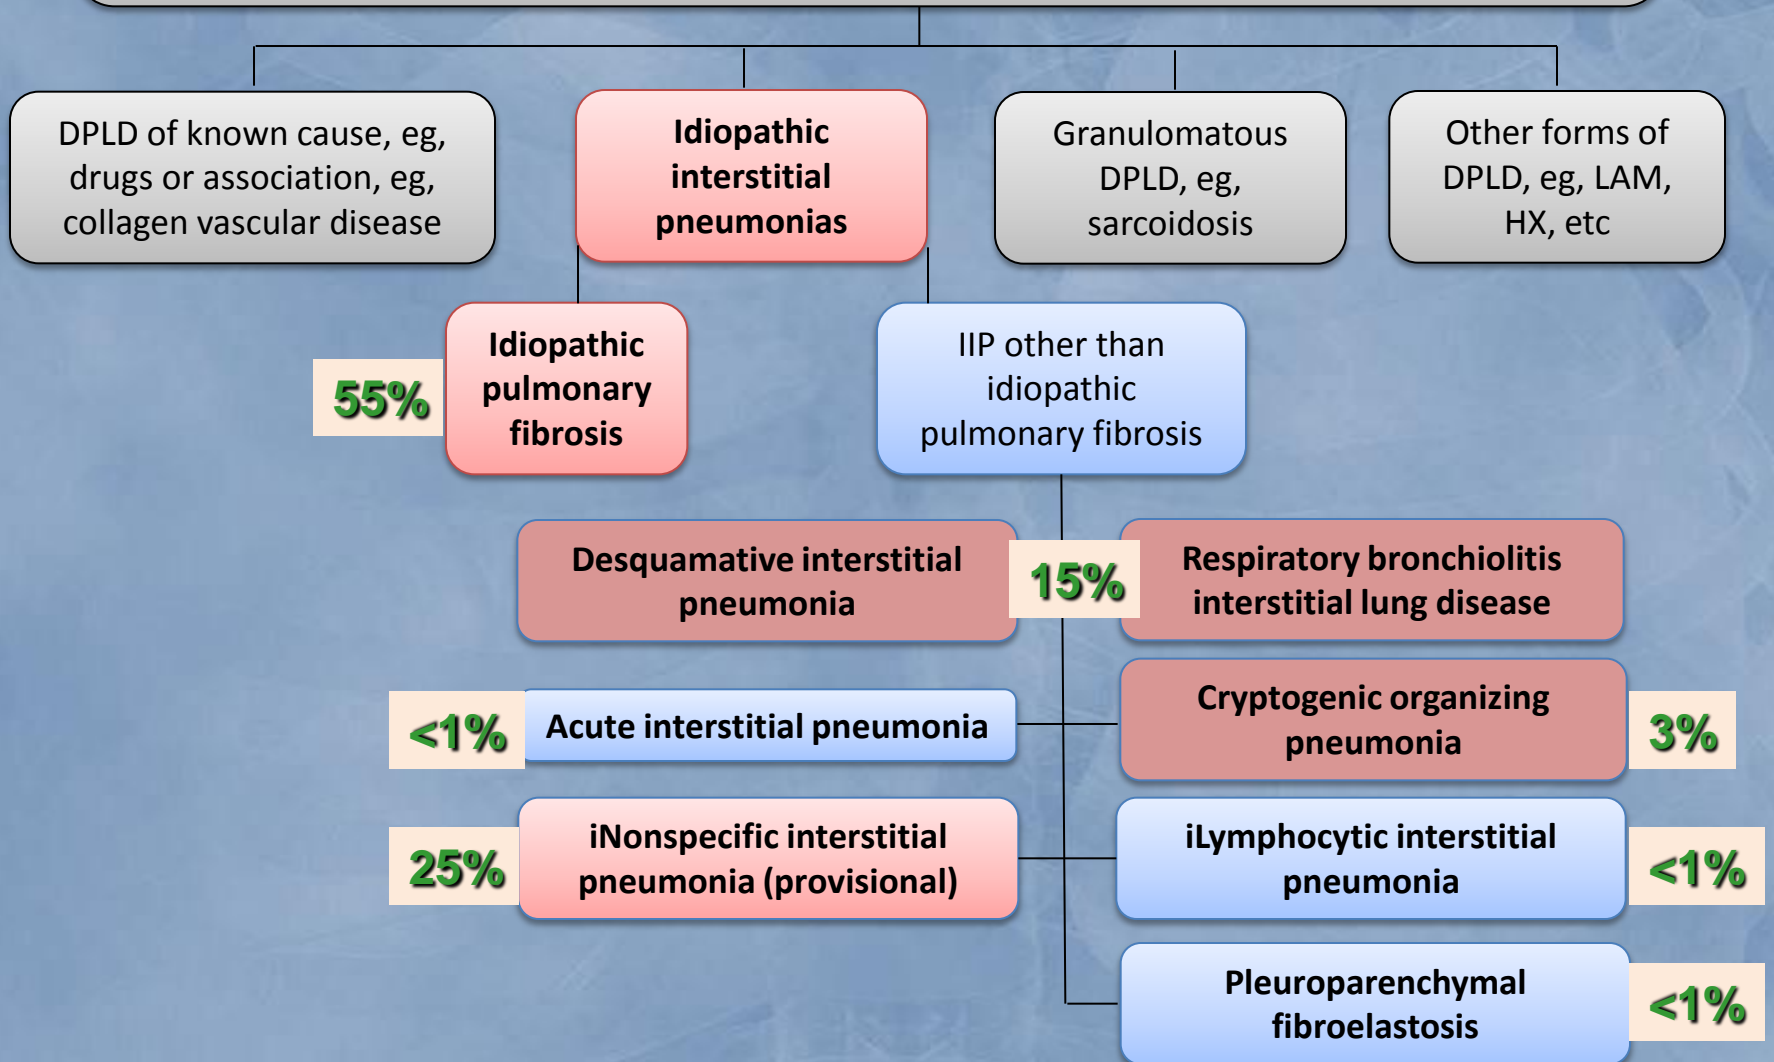 DPLD of known cause, eg,
drugs or association, eg,
collagen vascular disease
Idiopathic
interstitial
pneumonias
Granulomatous
DPLD, eg,
sarcoidosis
Other forms of
DPLD, eg, LAM,
HX, etc
55%
Idiopathic
pulmonary
fibrosis
IIP other than
idiopathic
pulmonary fibrosis
Desquamative interstitial
pneumonia
15%
Respiratory bronchiolitis
interstitial lung disease
<1%
Acute interstitial pneumonia
Cryptogenic organizing
pneumonia
3%
25%
iNonspecific interstitial
pneumonia (provisional)
iLymphocytic interstitial
pneumonia
<1%
Pleuroparenchymal
fibroelastosis
<1%